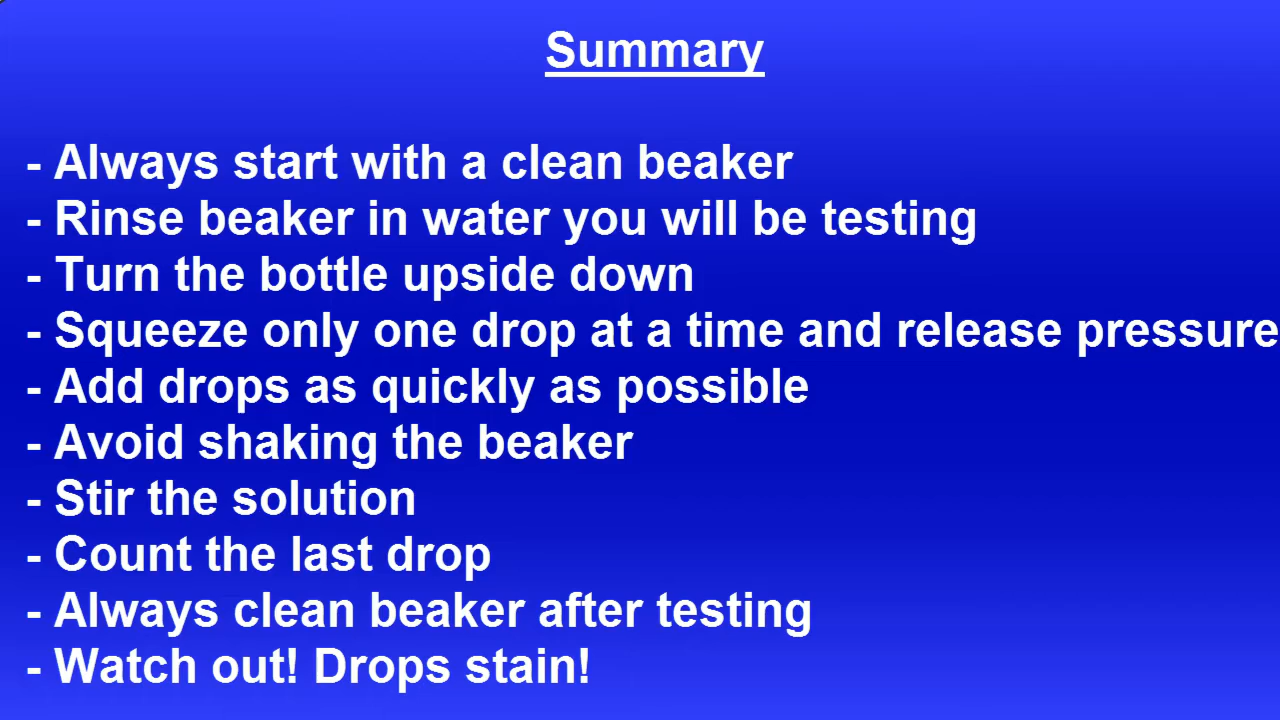 Summary
- Always start with a clean beaker
- Rinse beaker in water you will be testing
- Turn the bottle upside down
- Squeeze only one drop at a time and release pressure
- Add drops as quickly as possible
- Avoid shaking the beaker
- Stir the solution
- Count the last drop
- Always clean beaker after testing
- Watch out! Drops stain!